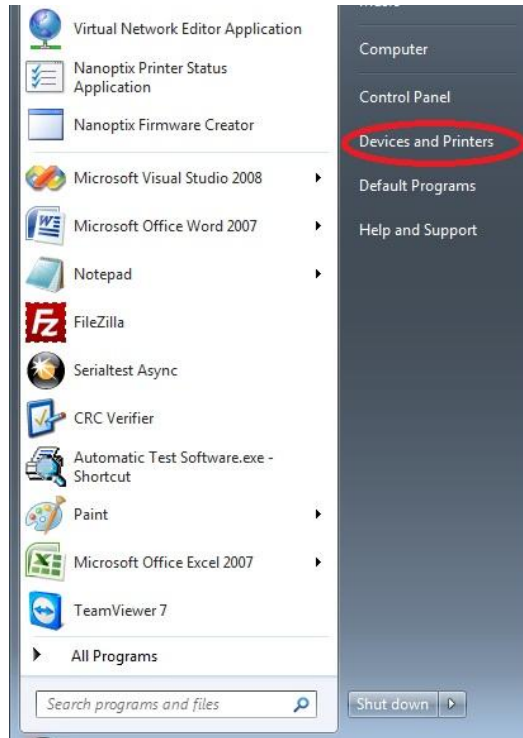 Virtual Network Editor Application
Nanoptix Printer Status
Application
Nanoptix Firmware Creator
Microsoft Visual Studio 2008
Microsoft Office Word 2007
Notepad
FileZilla
Serialtest Async
CRC Verifier
Automatic Test Software.exe -
Shortcut
Paint
Microsoft Office Excel 2007
TeamViewer 7
All Programs
Search programs and files
Computer
Control Panel
Devices and Printers
Default Programs
Help and Support
Shut down